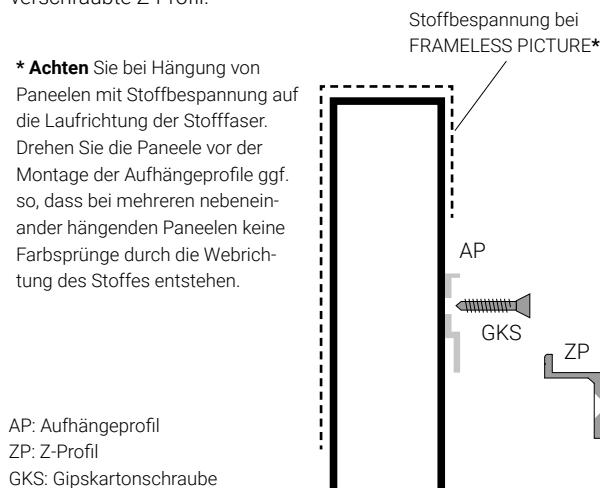 verschraubte Z-Profil.
Stoffbespannung bei
FRAMELESS PICTURE*
* Achten Sie bei Hängung von
Paneelen mit Stoffbespannung auf
die Laufrichtung der Stofffaser.
Drehen Sie die Paneele vor der
Montage der Aufhängeprofile ggf.
so, dass bei mehreren nebenein-
ander hängenden Paneelen keine
Farbsprünge durch die Webrich-
tung des Stoffes entstehen.
AP
GKS
ZP
AP: Aufhängeprofil
ZP: Z-Profil
GKS: Gipskartonschraube